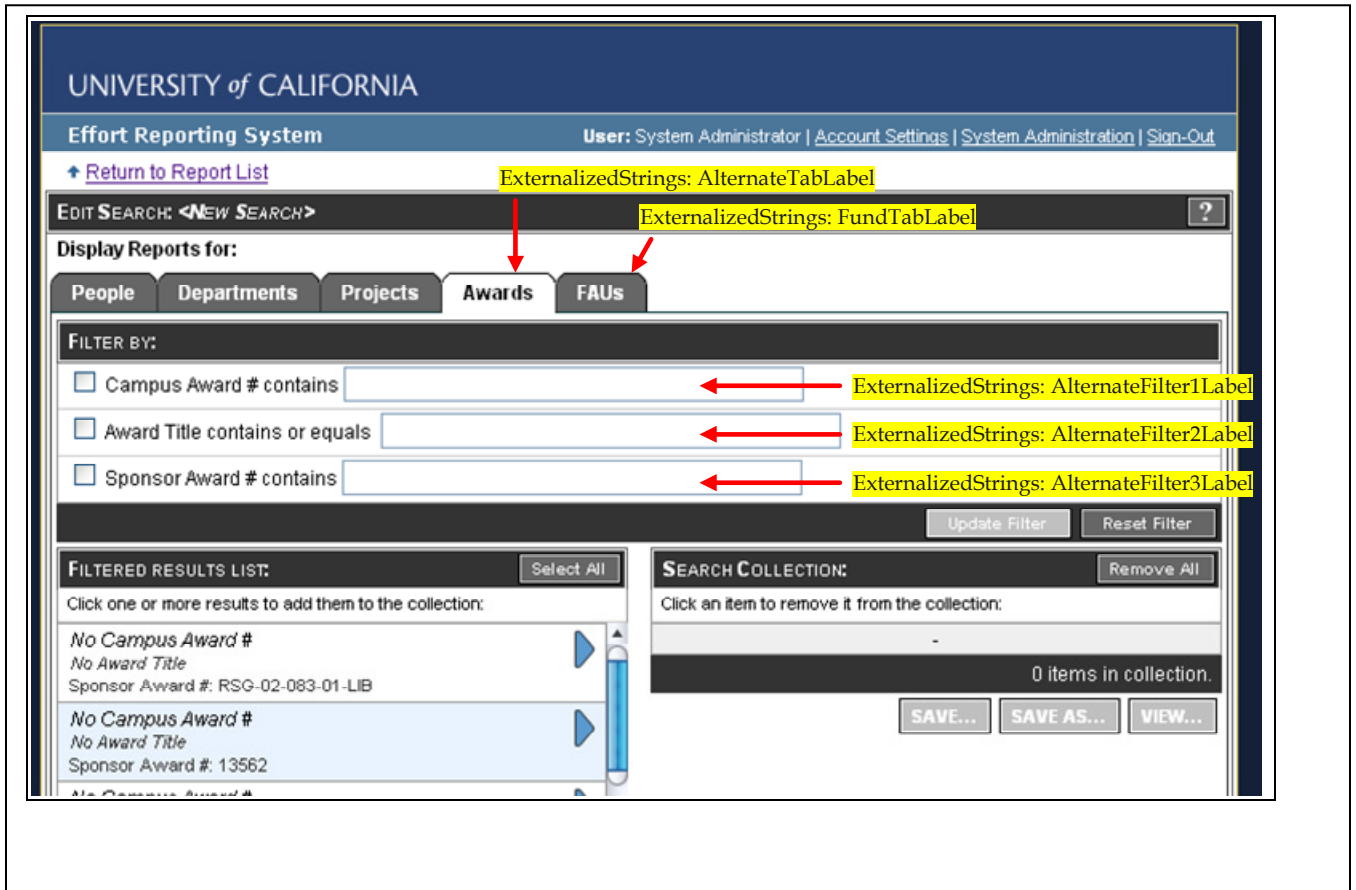 UNIVERSITY of CALIFORNIA
Effort Reporting System
User: System Administrator | Account Settings | System Administration | Sign-Out
Return to Report List
ExternalizedStrings: AlternateTabLabel
EDIT SEARCH: <NEW SEARCH>
ExternalizedStrings: FundTabLabel
?
Display Reports for:
People Departments Projects Awards FAUs
FILTER BY:
Campus Award # contains
ExternalizedStrings: AlternateFilter1Label
Award Title contains or equals
ExternalizedStrings: AlternateFilter2Label
Sponsor Award # contains
ExternalizedStrings: AlternateFilter3Label
Update Filter Reset Filter
FILTERED RESULTS LIST: Select All
Click one or more results to add them to the collection:
No Campus Award #
No Award Title
Sponsor Award #: RSG-02-083-01-LIB
No Campus Award #
No Award Title
Sponsor Award #: 13562
No Campus Award #
SEARCH COLLECTION: Remove All
Click an item to remove it from the collection:
-
0 items in collection.
SAVE... SAVE AS... VIEW...